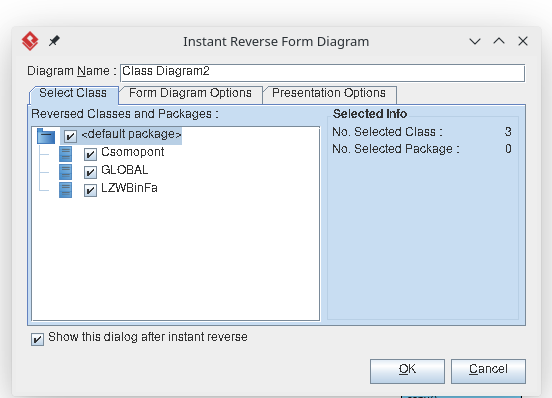 Instant Reverse Form Diagram
Diagram Name : Class Diagram2
Select Class Form Diagram Options Presentation Options
Reversed Classes and Packages :
<default package>
Csomopont
GLOBAL
LZWBinFa
Selected Info
No. Selected Class : 3
No. Selected Package : 0
Show this dialog after instant reverse
OK Cancel